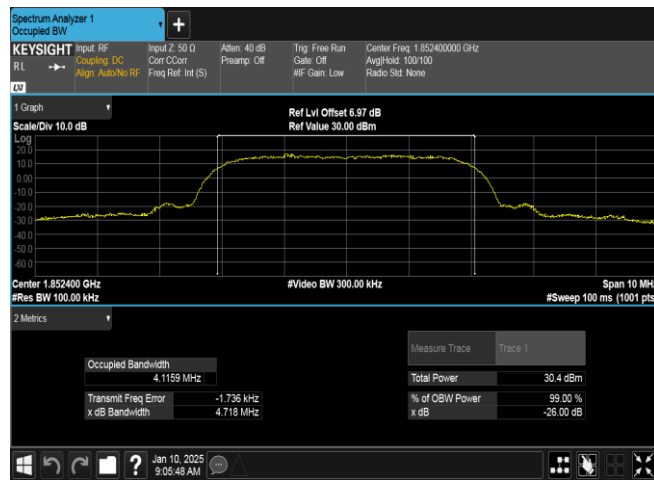 Spectrum Analyzer 1
Occupied BW
+
KEYSIGHT
Input: RF
Coupling: DC
Align: Auto/No RF
Input Z: 50 Ω
Corr CCorr
Freq Ref: Int (S)
Atten: 40 dB
Preamp: Off
Trig: Free Run
Gate: Off
#IF Gain: Low
Center Freq: 1.852400000 GHz
Avg|Hold: 100/100
Radio Std: None
RL
LXI
1 Graph
Scale/Div 10.0 dB
Ref Lvl Offset 6.97 dB
Ref Value 30.00 dBm
Log
20.0
10.0
0.00
-10.0
-20.0
-30.0
-40.0
-50.0
-60.0
Center 1.852400 GHz
#Res BW 100.00 kHz
#Video BW 300.00 kHz
Span 10 MH
#Sweep 100 ms (1001 pts
2 Metrics
Measure Trace Trace 1
Occupied Bandwidth
4.1159 MHz
Total Power 30.4 dBm
Transmit Freq Error -1.736 kHz
% of OBW Power 99.00 %
x dB Bandwidth 4.718 MHz
x dB -26.00 dB
?
Jan 10, 2025
9:05:48 AM